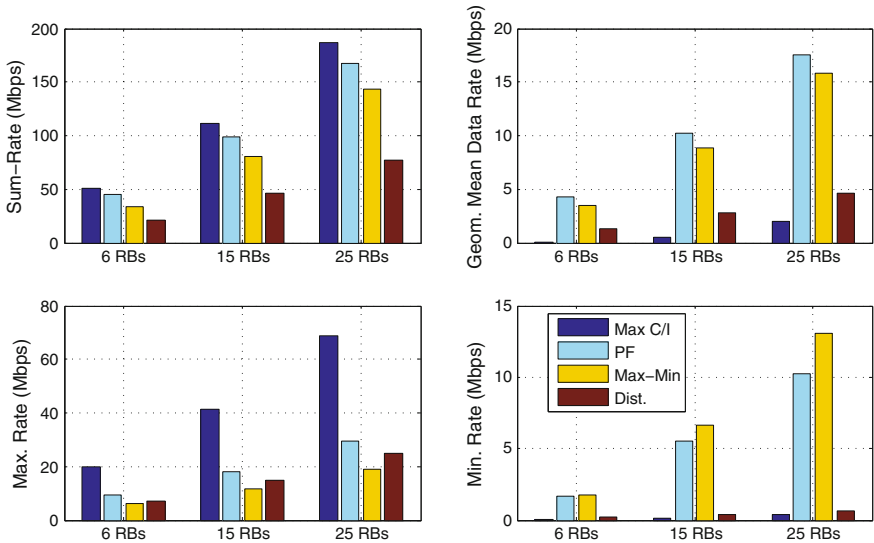 Sum−Rate (Mbps)
200
150
100
50
0
6 RBs
15 RBs
25 RBs
Geom. Mean Data Rate (Mbps)
20
15
10
5
0
6 RBs
15 RBs
25 RBs
Max. Rate (Mbps)
80
60
40
20
0
6 RBs
15 RBs
25 RBs
Min. Rate (Mbps)
15
10
5
0
6 RBs
15 RBs
25 RBs
Max C/I
PF
Max−Min
Dist.